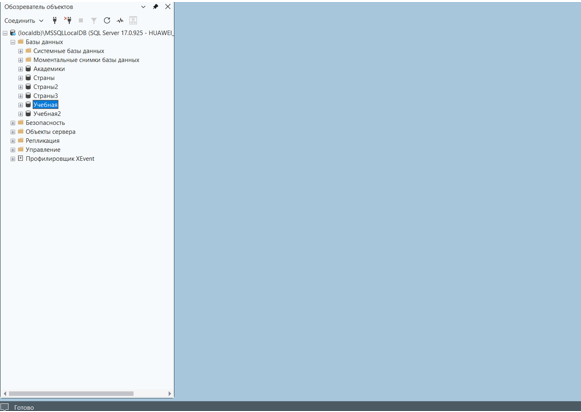 Обозреватель объектов
Соединить
(localdb)\MSSQLLocalDB (SQL Server 17.0.925 - HUAWEI_
Базы данных
Системные базы данных
Моментальные снимки базы данных
Академики
Страны
Страны2
Страны3
Учебная
Учебная2
Безопасность
Объекты сервера
Репликация
Управление
Профилировщик XEvent
Готово